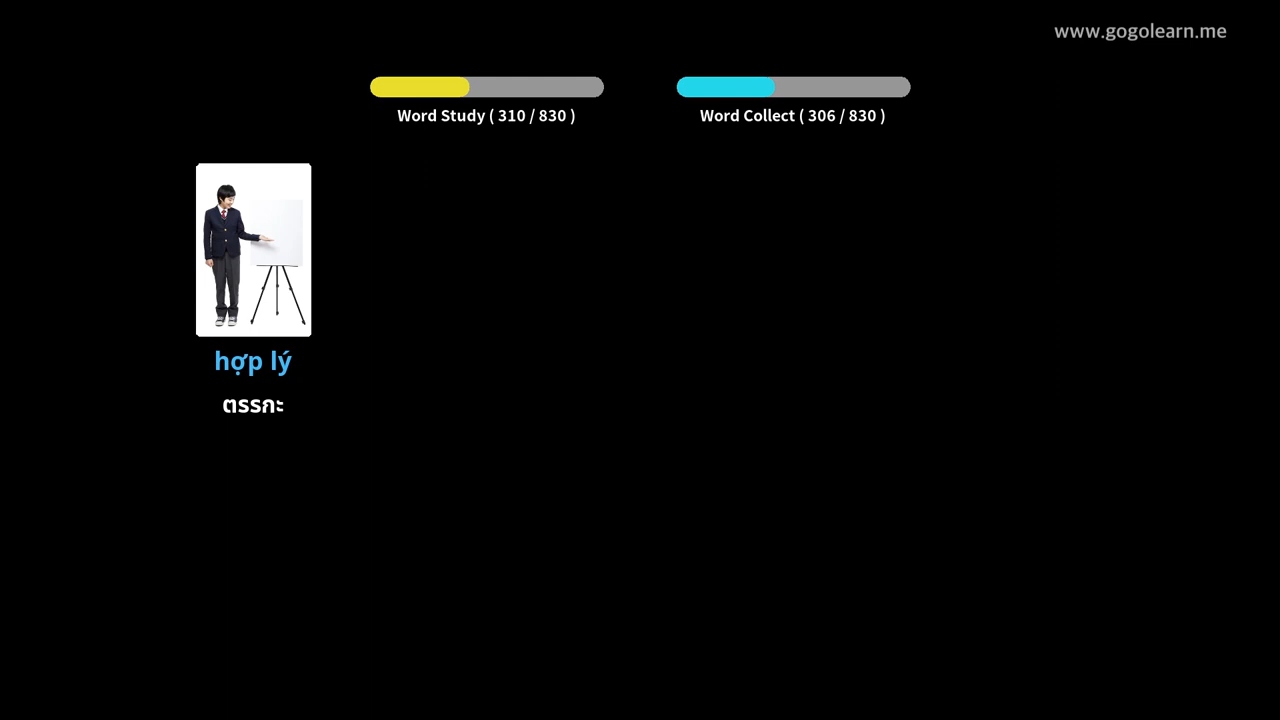 www.gogolearn.me
Word Study ( 310 / 830 )
Word Collect ( 306 / 830 )
hợp lý
ตรรกะ